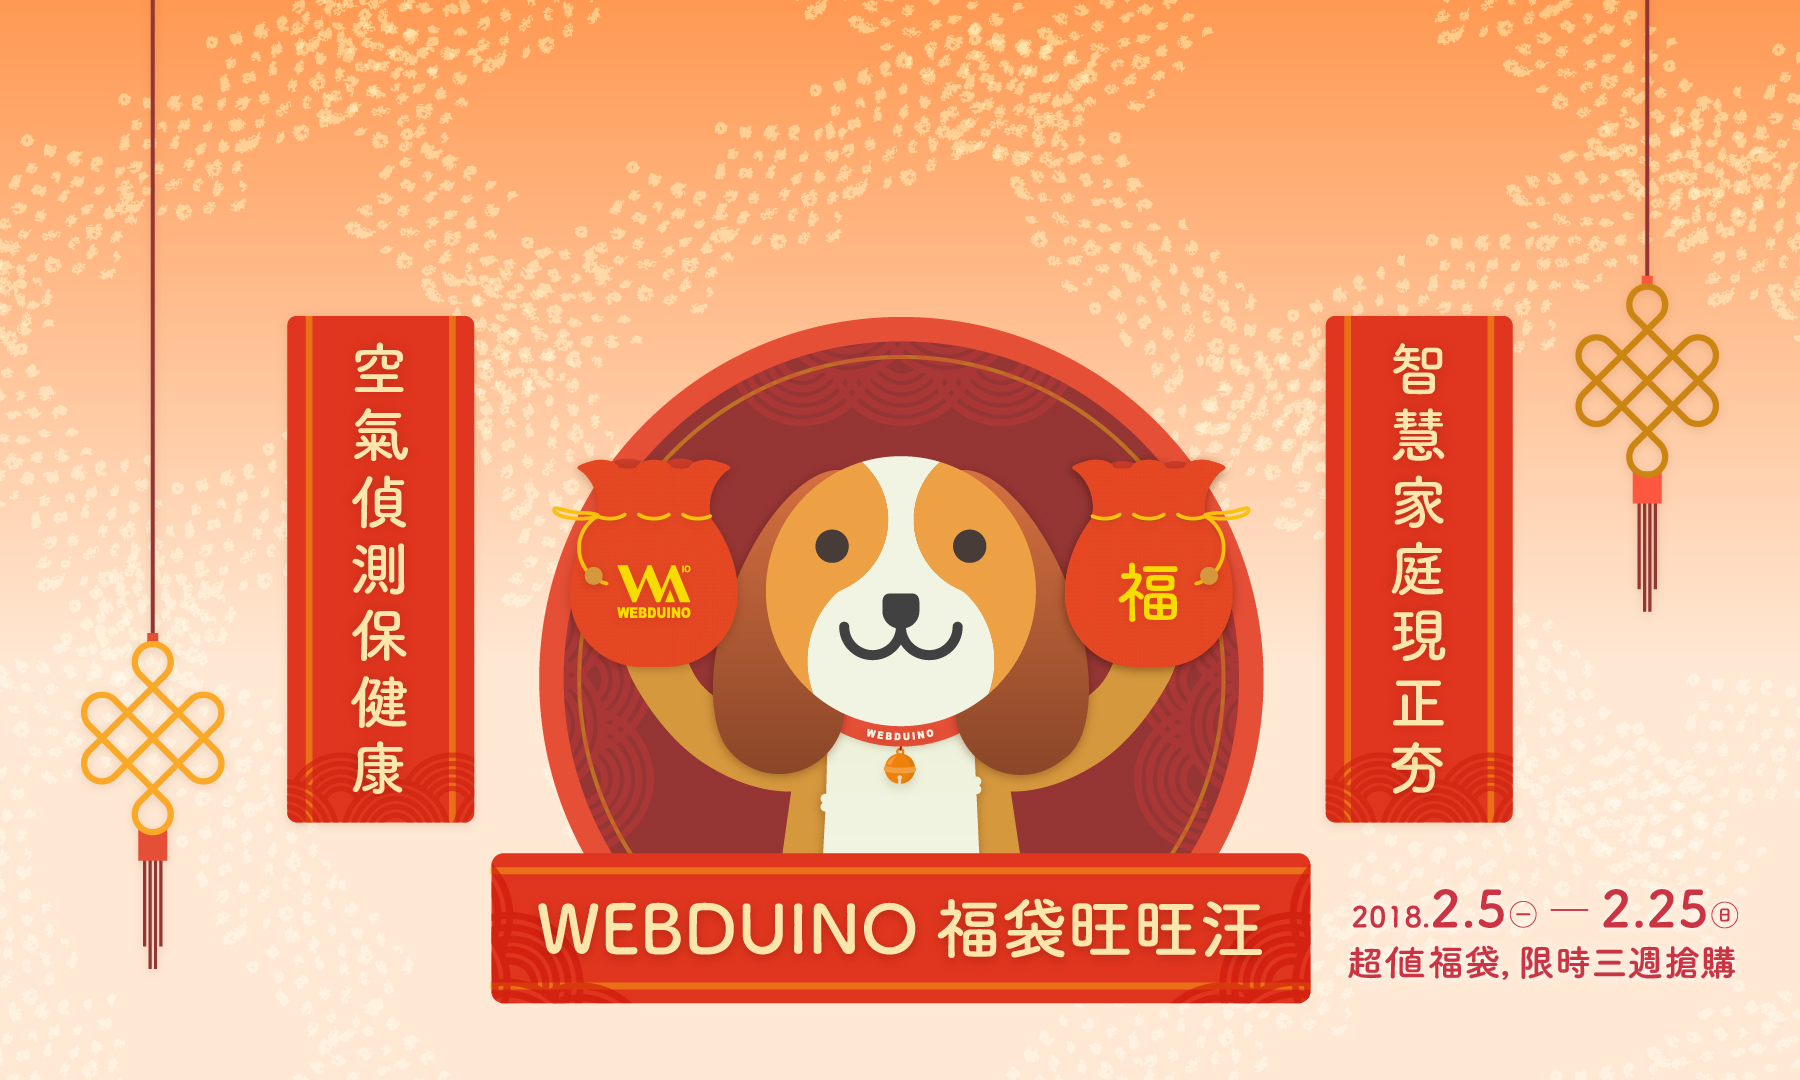 智慧家庭現正夯
空氣偵測保健康
WA IO
WEBDUINO
福
WEBDUINO
WEBDUINO 福袋旺旺汪
2018.2.5㊀ — 2.25㊐
超值福袋, 限時三週搶購